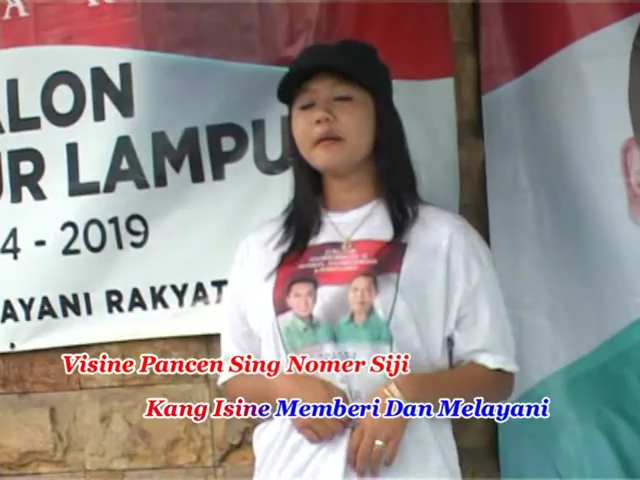 ALON
UR LAMPU
4 - 2019
AYANI RAKYAT
Visine Pancen Sing Nomer Siji
Kang Isine Memberi Dan Melayani